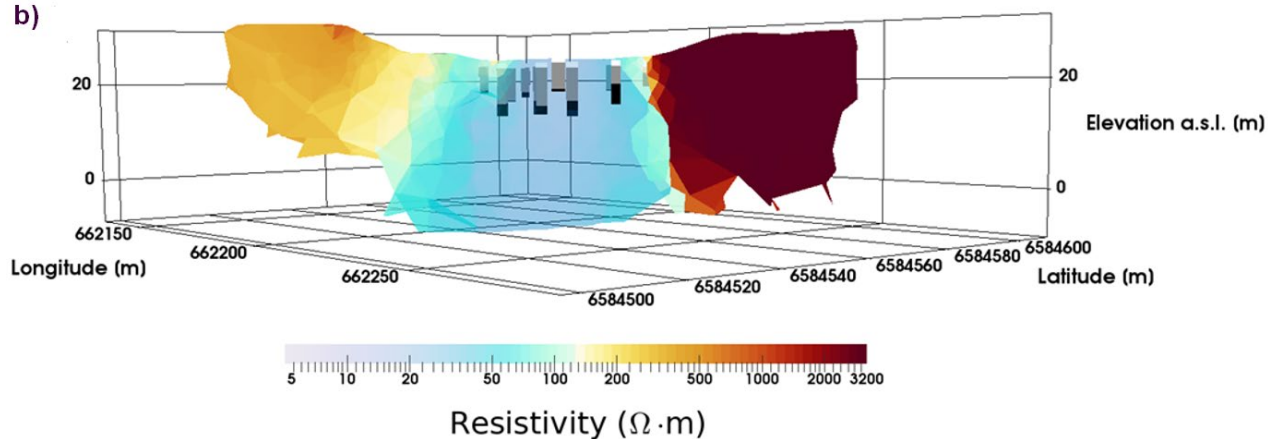 b)
20
20
Elevation a.s.l. (m)
0
0
662150
662200
662250
Longitude (m)
6584500
6584520
6584540
6584560
6584580
6584600
Latitude (m)
5 10 20 50 100 200 500 1000 2000 3200
Resistivity (Ω·m)